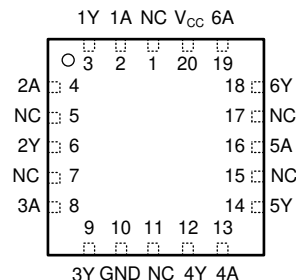 1Y 1A NC VCC 6A
3 2 1 20 19
2A 4 18 6Y
NC 5 17 NC
2Y 6 16 5A
NC 7 15 NC
3A 8 14 5Y
9 10 11 12 13
3Y GND NC 4Y 4A